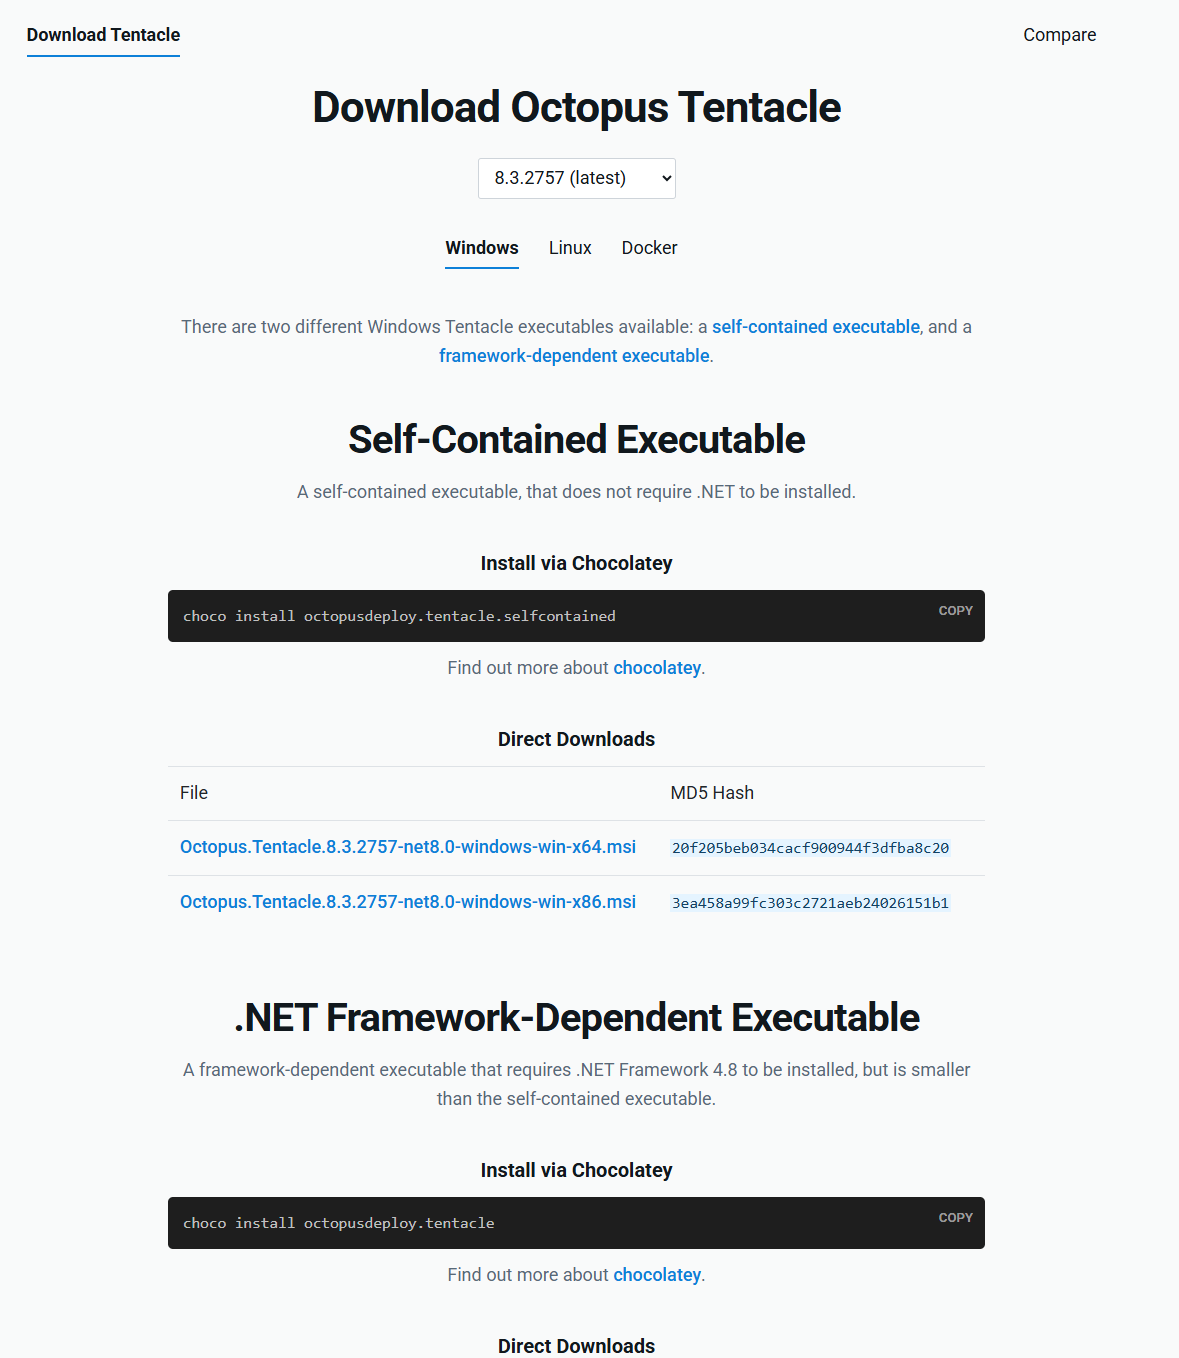 Download Tentacle
Compare
Download Octopus Tentacle
8.3.2757 (latest)
Windows
Linux
Docker
There are two different Windows Tentacle executables available: a self-contained executable, and a
framework-dependent executable.
Self-Contained Executable
A self-contained executable, that does not require .NET to be installed.
Install via Chocolatey
choco install octopusdeploy.tentacle.selfcontained
COPY
Find out more about chocolatey.
Direct Downloads
File
MD5 Hash
Octopus.Tentacle.8.3.2757-net8.0-windows-win-x64.msi
20f205beb034cacf900944f3dfba8c20
Octopus.Tentacle.8.3.2757-net8.0-windows-win-x86.msi
3ea458a99fc303c2721aeb24026151b1
.NET Framework-Dependent Executable
A framework-dependent executable that requires .NET Framework 4.8 to be installed, but is smaller
than the self-contained executable.
Install via Chocolatey
choco install octopusdeploy.tentacle
COPY
Find out more about chocolatey.
Direct Downloads